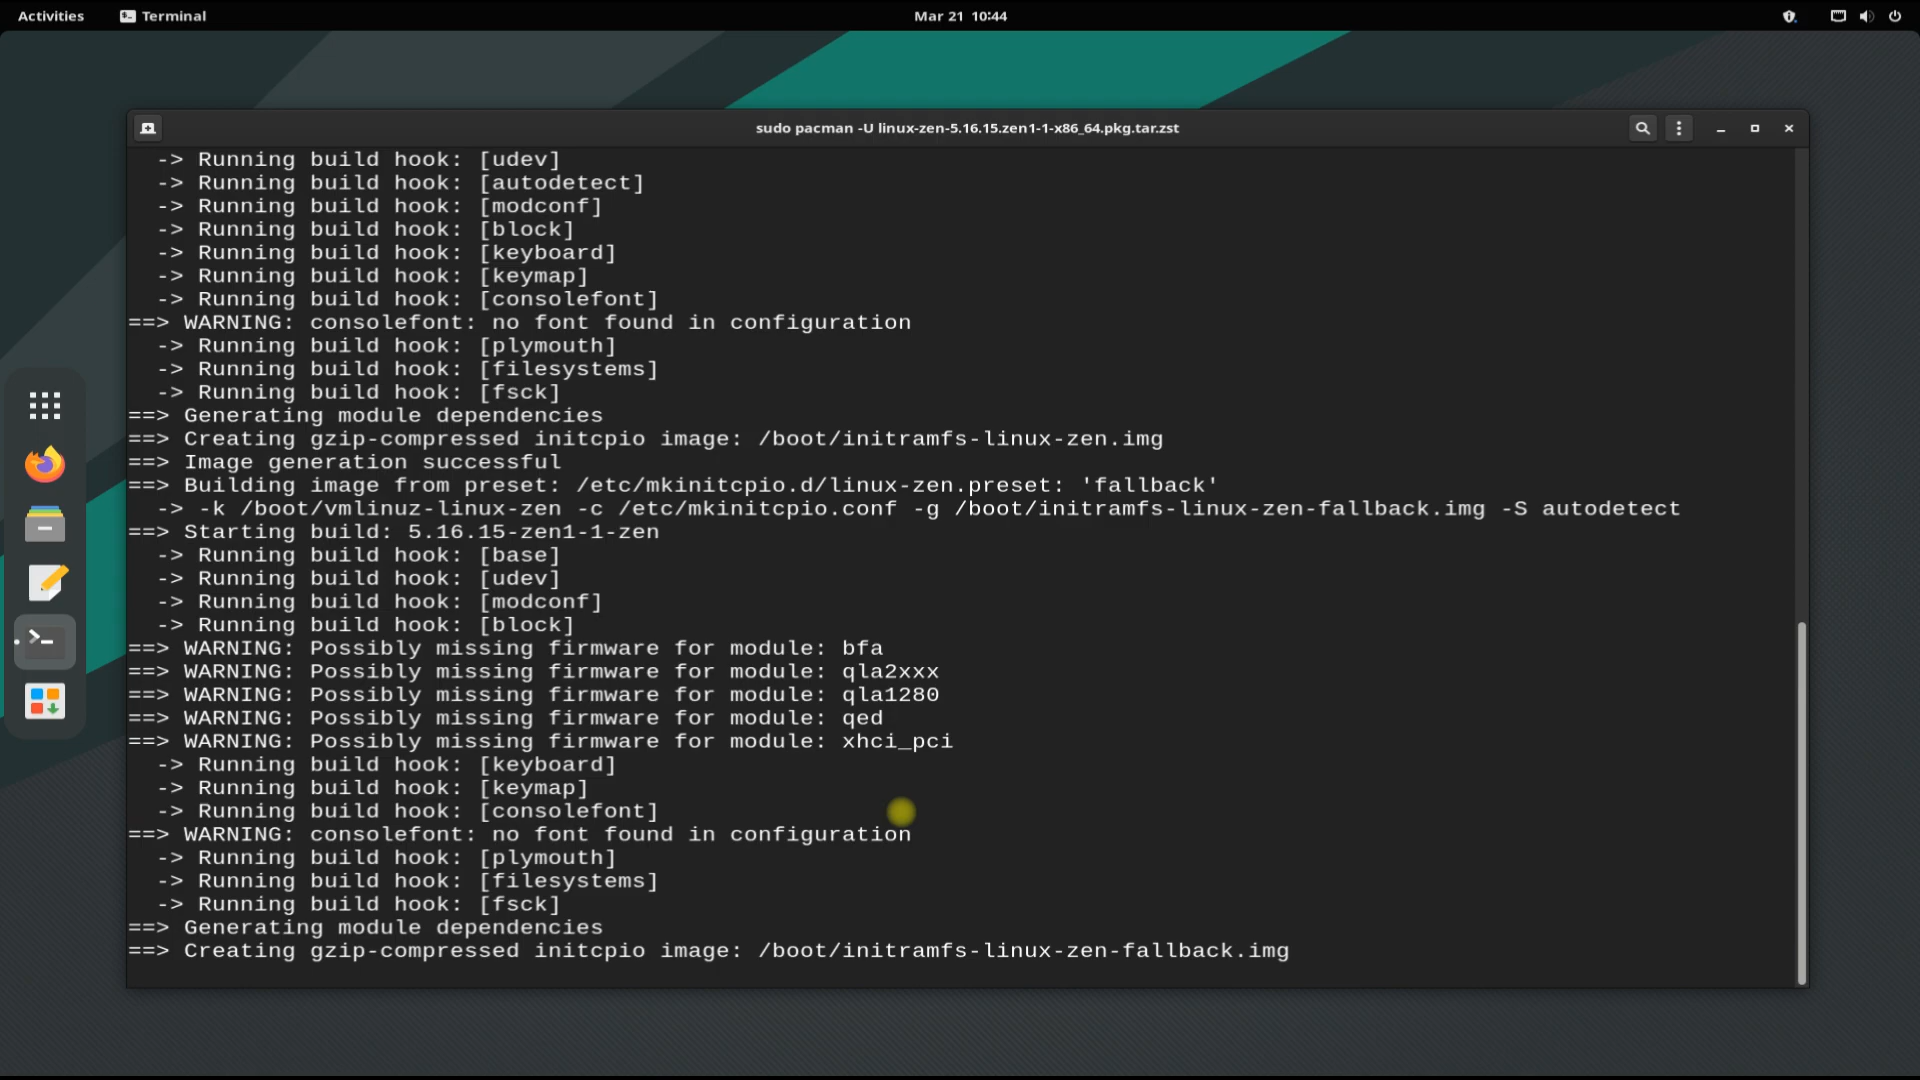 Activities Terminal Mar 21 10:44
sudo pacman -U linux-zen-5.16.15.zen1-1-x86_64.pkg.tar.zst
-> Running build hook: [udev]
-> Running build hook: [autodetect]
-> Running build hook: [modconf]
-> Running build hook: [block]
-> Running build hook: [keyboard]
-> Running build hook: [keymap]
-> Running build hook: [consolefont]
==> WARNING: consolefont: no font found in configuration
-> Running build hook: [plymouth]
-> Running build hook: [filesystems]
-> Running build hook: [fsck]
==> Generating module dependencies
==> Creating gzip-compressed initcpio image: /boot/initramfs-linux-zen.img
==> Image generation successful
==> Building image from preset: /etc/mkinitcpio.d/linux-zen.preset: 'fallback'
-> -k /boot/vmlinuz-linux-zen -c /etc/mkinitcpio.conf -g /boot/initramfs-linux-zen-fallback.img -S autodetect
==> Starting build: 5.16.15-zen1-1-zen
-> Running build hook: [base]
-> Running build hook: [udev]
-> Running build hook: [modconf]
-> Running build hook: [block]
==> WARNING: Possibly missing firmware for module: bfa
==> WARNING: Possibly missing firmware for module: qla2xxx
==> WARNING: Possibly missing firmware for module: qla1280
==> WARNING: Possibly missing firmware for module: qed
==> WARNING: Possibly missing firmware for module: xhci_pci
-> Running build hook: [keyboard]
-> Running build hook: [keymap]
-> Running build hook: [consolefont]
==> WARNING: consolefont: no font found in configuration
-> Running build hook: [plymouth]
-> Running build hook: [filesystems]
-> Running build hook: [fsck]
==> Generating module dependencies
==> Creating gzip-compressed initcpio image: /boot/initramfs-linux-zen-fallback.img